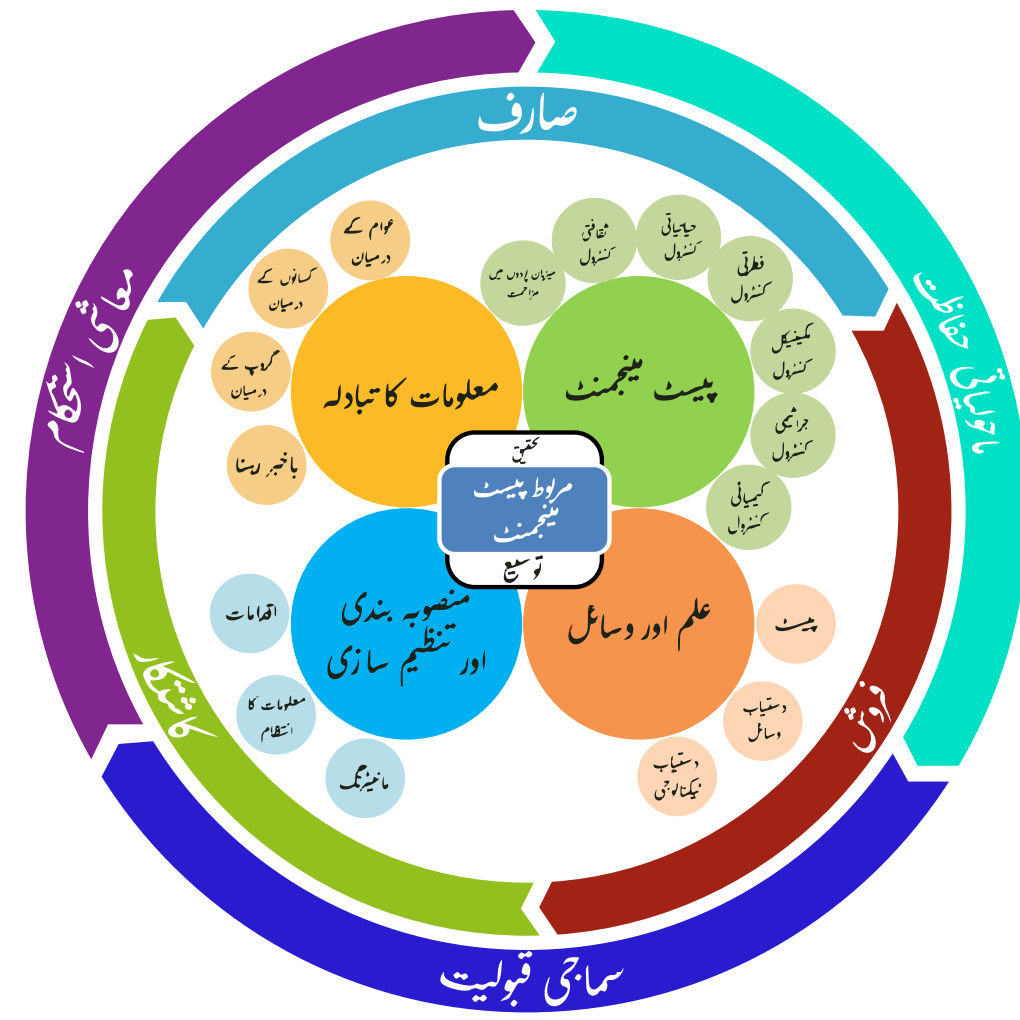 صارف
معاشی استحکام
ماحولیاتی حفاظت
سماجی قبولیت
کاشتکار
فروش
عوام کے
درمیان
کسانوں کے
درمیان
گروپ کے
درمیان
باخبر رہنا
معلومات کا تبادلہ
میزبان پودوں میں
مزاحمت
ثقافتی
کنٹرول
حیاتیاتی
کنٹرول
فطرتی
کنٹرول
مکینیکل
کنٹرول
جراثیمی
کنٹرول
کیمیائی
کنٹرول
پیسٹ مینجمنٹ
تحقیق
مربوط پیسٹ
مینجمنٹ
توسیع
منصوبہ بندی
اور تنظیم سازی
اقدامات
معلومات کا
انتظام
مانیٹرنگ
علم اور وسائل
پیسٹ
دستیاب
وسائل
دستیاب
ٹیکنالوجی